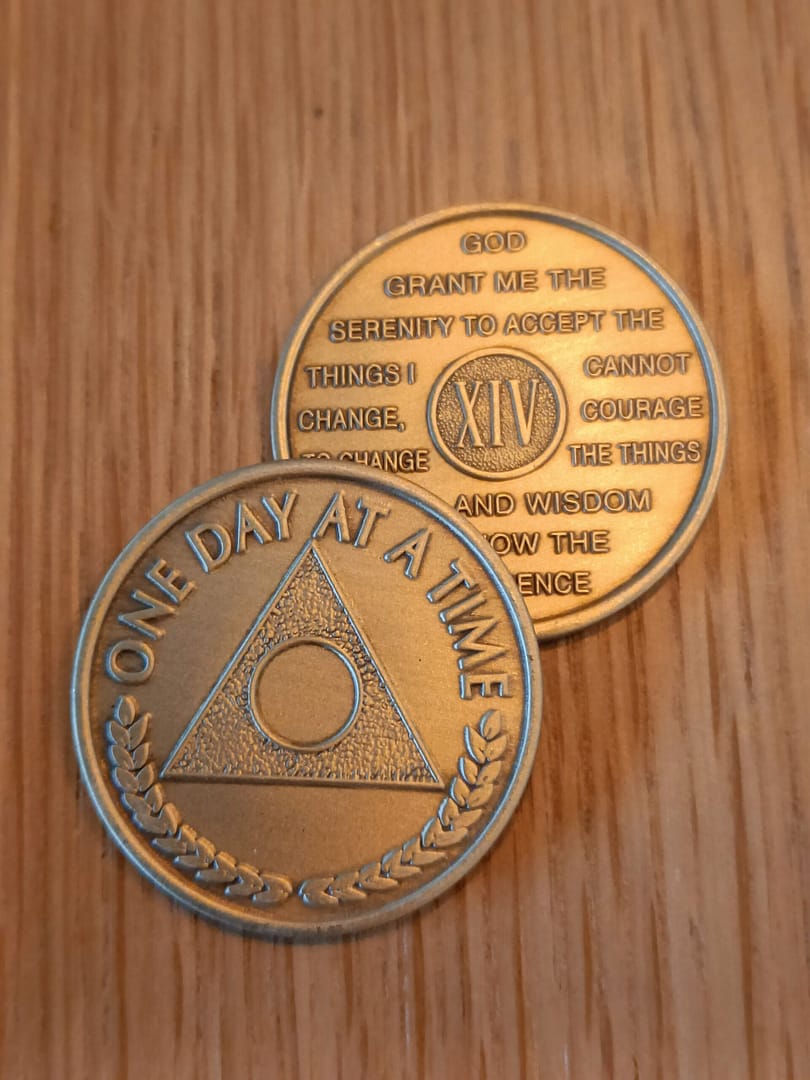 GOD
GRANT ME THE
SERENITY TO ACCEPT THE
THINGS I CANNOT
CHANGE, COURAGE
TO CHANGE THE THINGS
AND WISDOM
THE
XIV
ONE DAY AT A TIME